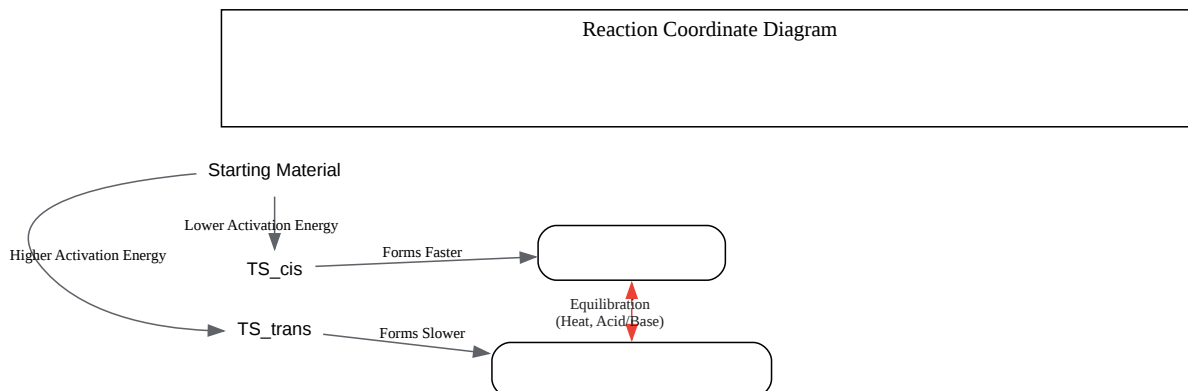 Reaction Coordinate Diagram
Starting Material
Lower Activation Energy
Higher Activation Energy
TS_cis
Forms Faster
Equilibration
(Heat, Acid/Base)
TS_trans
Forms Slower